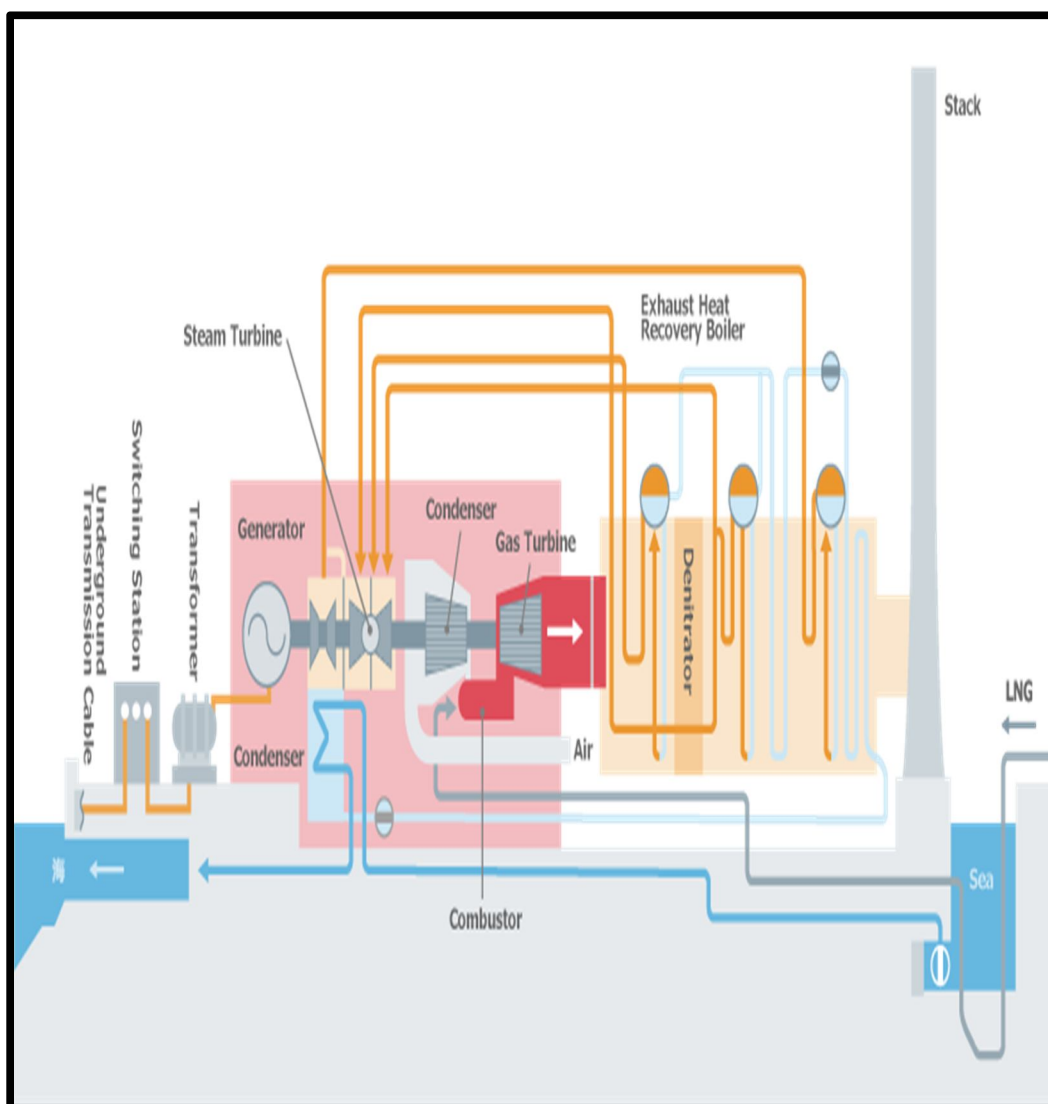 Stack
Exhaust Heat
Recovery Boiler
Steam Turbine
Underground
Transmission Cable
Switching Station
Transformer
Generator
Condenser
Gas Turbine
Denitrator
LNG
Condenser
Air
海
Sea
Combustor